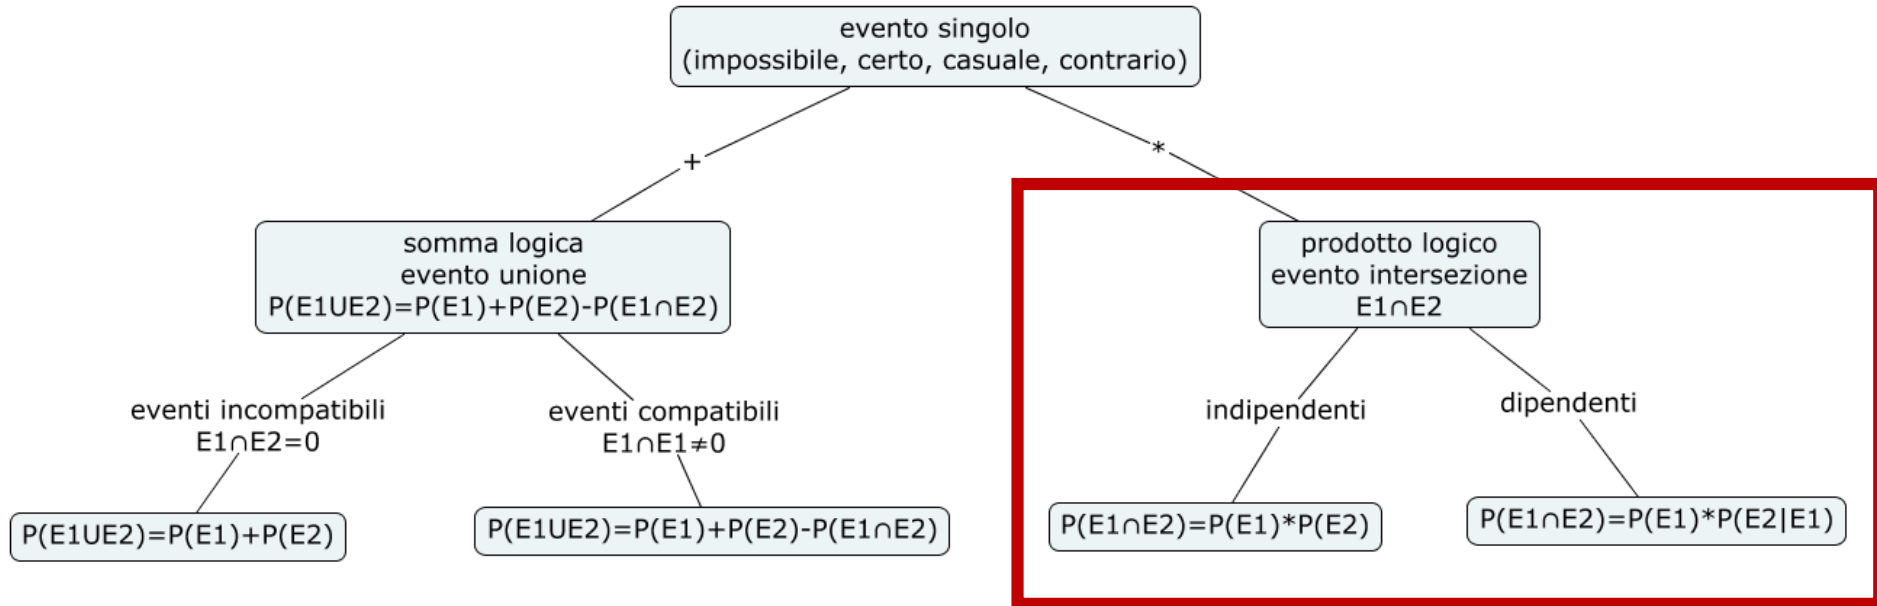 evento singolo
(impossibile, certo, casuale, contrario)
+
*
somma logica
evento unione
P(E1UE2)=P(E1)+P(E2)-P(E1∩E2)
prodotto logico
evento intersezione
E1∩E2
eventi incompatibili
E1∩E2=0
eventi compatibili
E1∩E1≠0
indipendenti
dipendenti
P(E1UE2)=P(E1)+P(E2)
P(E1UE2)=P(E1)+P(E2)-P(E1∩E2)
P(E1∩E2)=P(E1)*P(E2)
P(E1∩E2)=P(E1)*P(E2|E1)